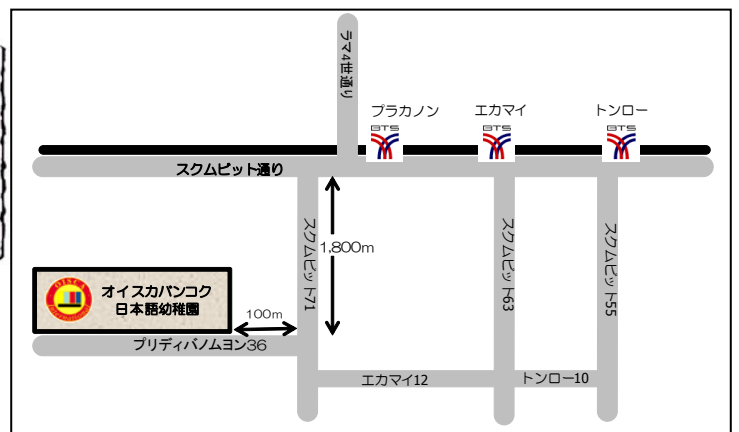 ラマ4世通り
プラカノン
エカマイ
トンロー
BTS
BTS
BTS
スクムビット通り
スクムビット71
1,800m
スクムビット63
スクムビット55
OISCA
オイスカバンコク
日本語幼稚園
100m
プリディパノムヨン36
エカマイ12
トンロー10